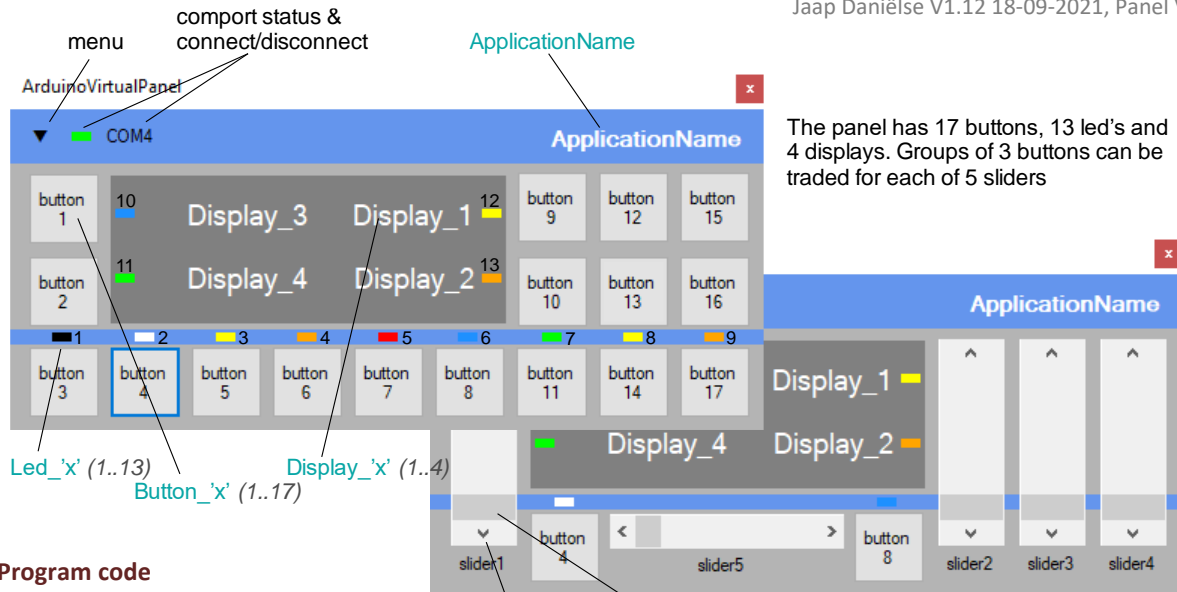 Jaap Daniëlse V1.12 18-09-2021, Panel
comport status &
connect/disconnect
menu
ApplicationName
ArduinoVirtualPanel
x
COM4
ApplicationName
The panel has 17 buttons, 13 led's and
4 displays. Groups of 3 buttons can be
traded for each of 5 sliders
button
1
10
Display_3
Display_1
12
button
9
button
12
button
15
button
2
11
Display_4
Display_2
13
button
10
button
13
button
16
1
2
3
4
5
6
7
8
9
button
3
button
4
button
5
button
6
button
7
button
8
button
11
button
14
button
17
Led_'x' (1..13)
Button_'x' (1..17)
Display_'x' (1..4)
x
ApplicationName
Display_1
Display_4
Display_2
slider1
button
4
slider5
button
8
slider2
slider3
slider4
Program code